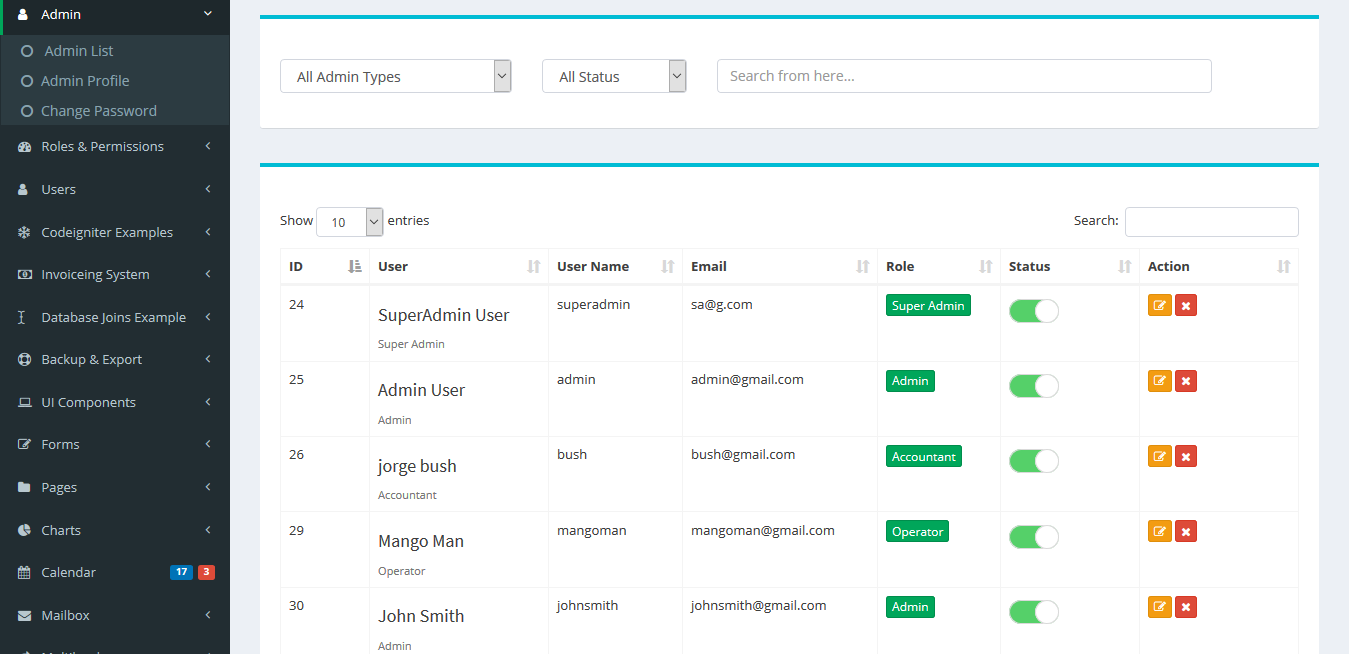 Admin
Admin List
Admin Profile
Change Password
Roles & Permissions
Users
Codeigniter Examples
Invoiceing System
Database Joins Example
Backup & Export
UI Components
Forms
Pages
Charts
Calendar 17 3
Mailbox
All Admin Types All Status Search from here...
Show 10 entries Search:
ID User User Name Email Role Status Action
24 SuperAdmin User superadmin sa@g.com Super Admin
Super Admin
25 Admin User admin admin@gmail.com Admin
Admin
26 jorge bush bush bush@gmail.com Accountant
Accountant
29 Mango Man mangoman mangoman@gmail.com Operator
Operator
30 John Smith johnsmith johnsmith@gmail.com Admin
Admin